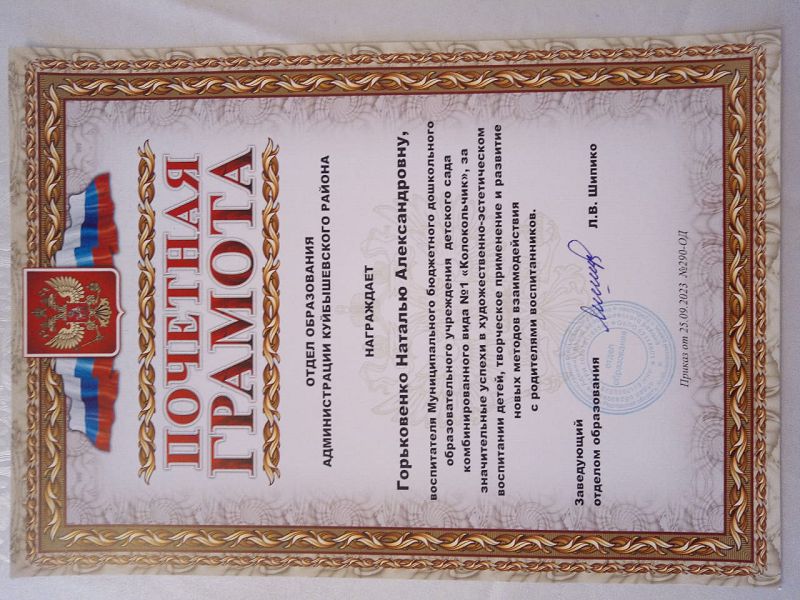 ПОЧЕТНАЯ
ГРАМОТА
ОТДЕЛ ОБРАЗОВАНИЯ
АДМИНИСТРАЦИИ КУЙБЫШЕВСКОГО РАЙОНА
НАГРАЖДАЕТ
Горьковенко Наталью Александровну,
воспитателя Муниципального бюджетного дошкольного
образовательного учреждения детского сада
комбинированного вида №1 «Колокольчик», за
значительные успехи в художественно-эстетическом
воспитании детей, творческое применение и развитие
новых методов взаимодействия
с родителями воспитанников.
Заведующий
отделом образования Л.В. Шипико
отдел
образования
Приказ от 25.09.2023 №290-ОД